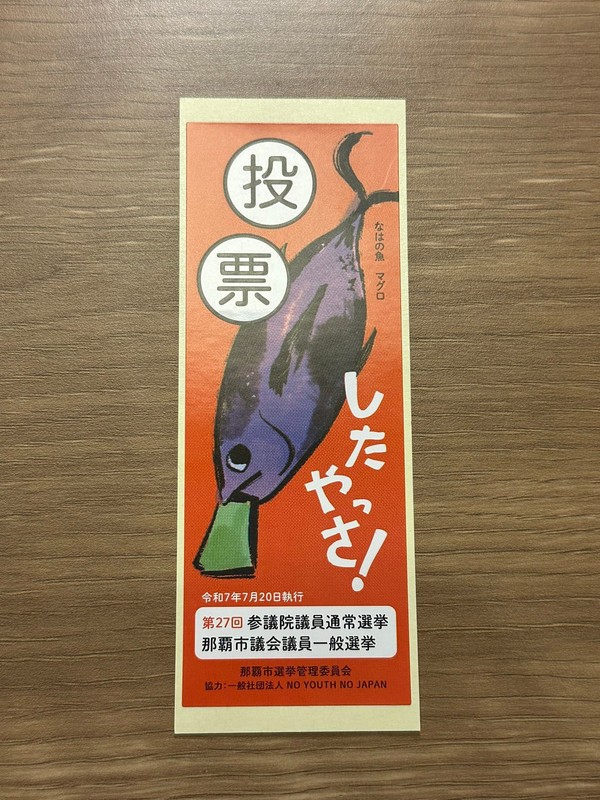 投
票
なはの魚 マグロ
した
やっさ!
令和7年7月20日執行
第27回 参議院議員通常選挙
那覇市議会議員一般選挙
那覇市選挙管理委員会
協力:一般社団法人 NO YOUTH NO JAPAN